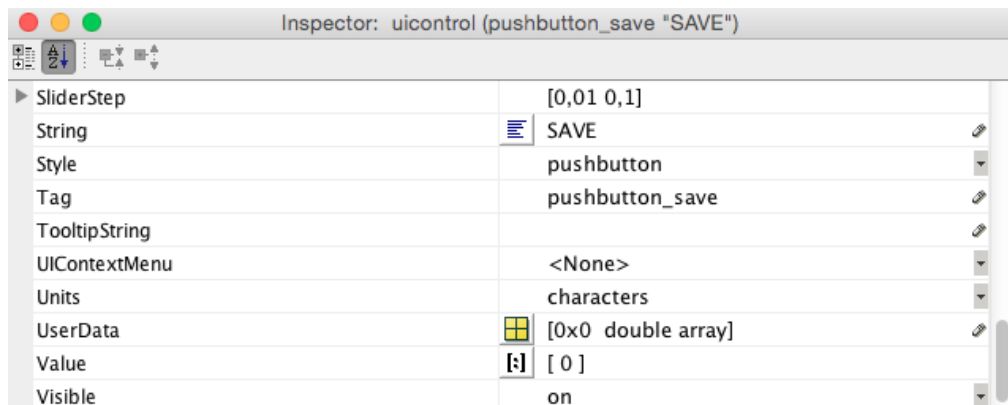 Inspector: uicontrol (pushbutton_save "SAVE")
SliderStep [0,01 0,1]
String SAVE
Style pushbutton
Tag pushbutton_save
TooltipString
UIContextMenu <None>
Units characters
UserData [0x0 double array]
Value [ 0 ]
Visible on